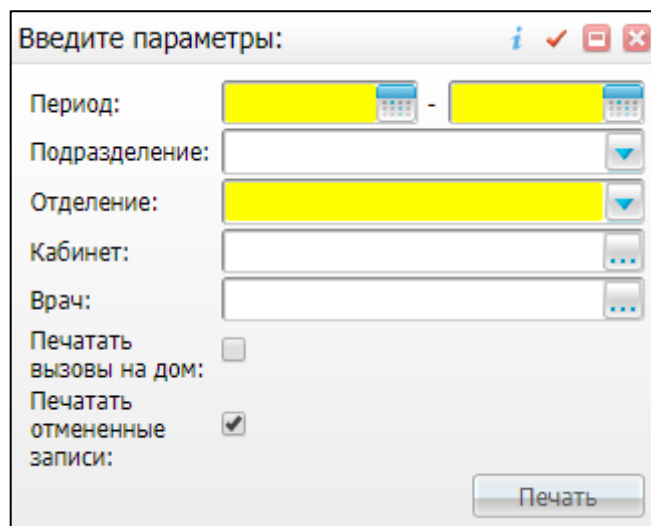 Введите параметры:
Период: -
Подразделение:
Отделение:
Кабинет:
Врач:
Печатать
вызовы на дом:
Печатать
отмененные
записи:
Печать